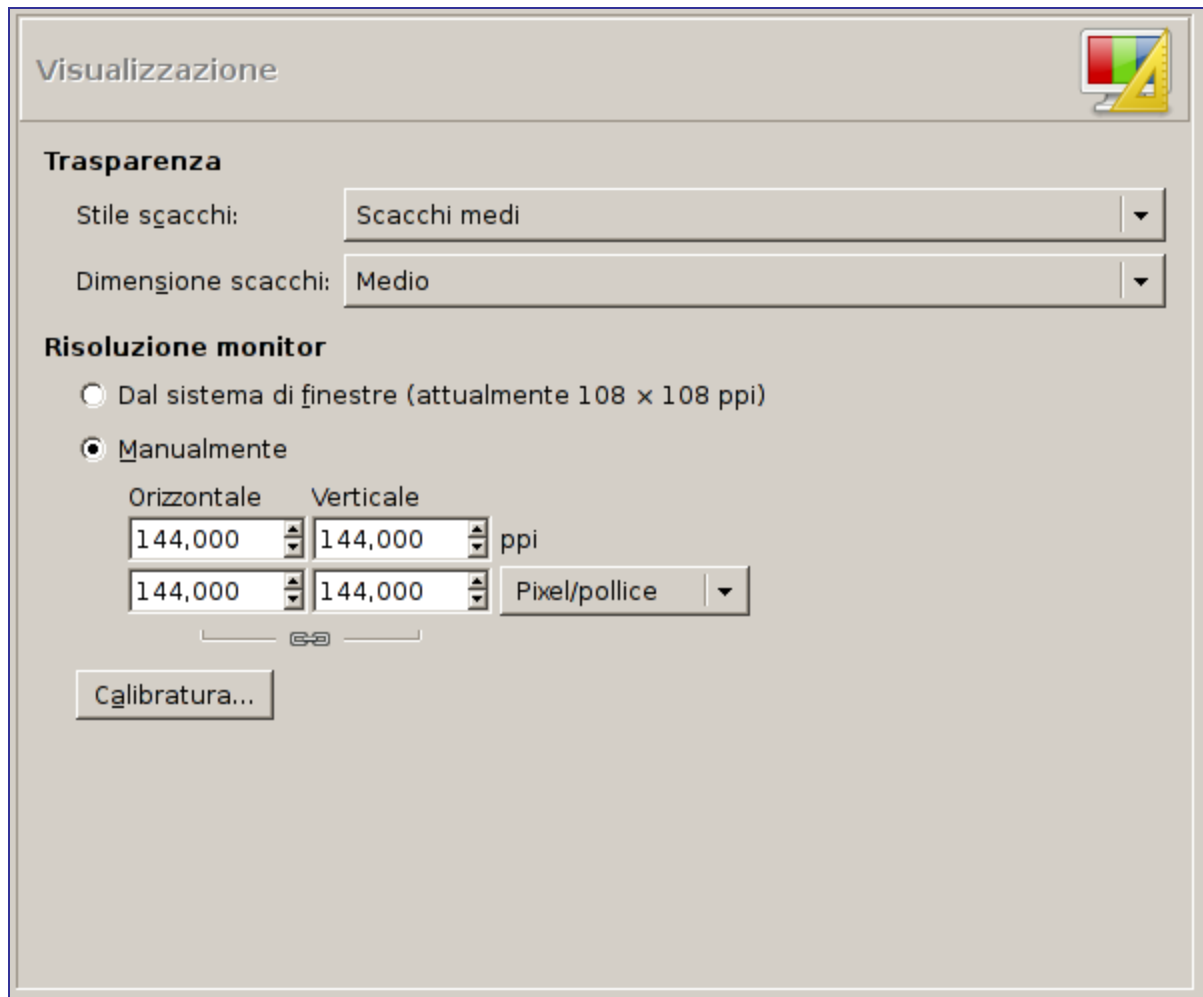 Visualizzazione
Trasparenza
Stile scacchi: Scacchi medi
Dimensione scacchi: Medio
Risoluzione monitor
Dal sistema di finestre (attualmente 108 × 108 ppi)
Manualmente
Orizzontale Verticale
144,000 144,000 ppi
144,000 144,000 Pixel/pollice
Calibratura...